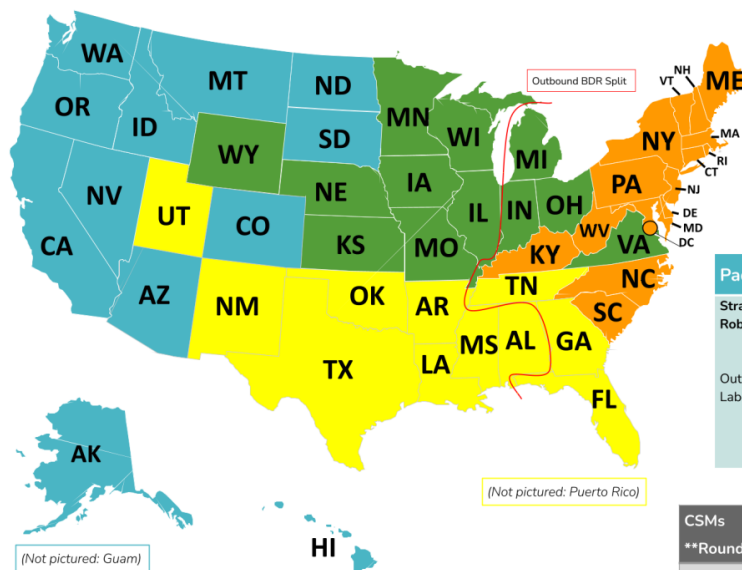 WA
MT
ND
OR
ID
SD
MN
WI
MI
WY
NE
IA
NV
UT
CO
KS
MO
IL
IN
OH
CA
AZ
NM
OK
AR
TN
KY
WV
VA
NC
SC
TX
LA
MS
AL
GA
FL
Outbound BDR Split
NH
VT
ME
NY
MA
RI
CT
PA
NJ
DE
MD
DC
AK
HI
(Not pictured: Guam)
(Not pictured: Puerto Rico)
Pa
Stra
Rob
Out
Lab
CSMs
**Round